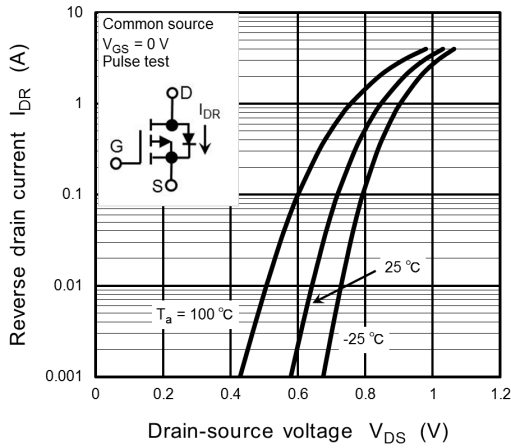 Common source
V_GS = 0 V
Pulse test
D
I_DR
G
S
10
1
0.1
0.01
0.001
Reverse drain current I_DR (A)
25 ℃
T_a = 100 ℃
-25 ℃
0
0.2
0.4
0.6
0.8
1
1.2
Drain-source voltage V_DS (V)